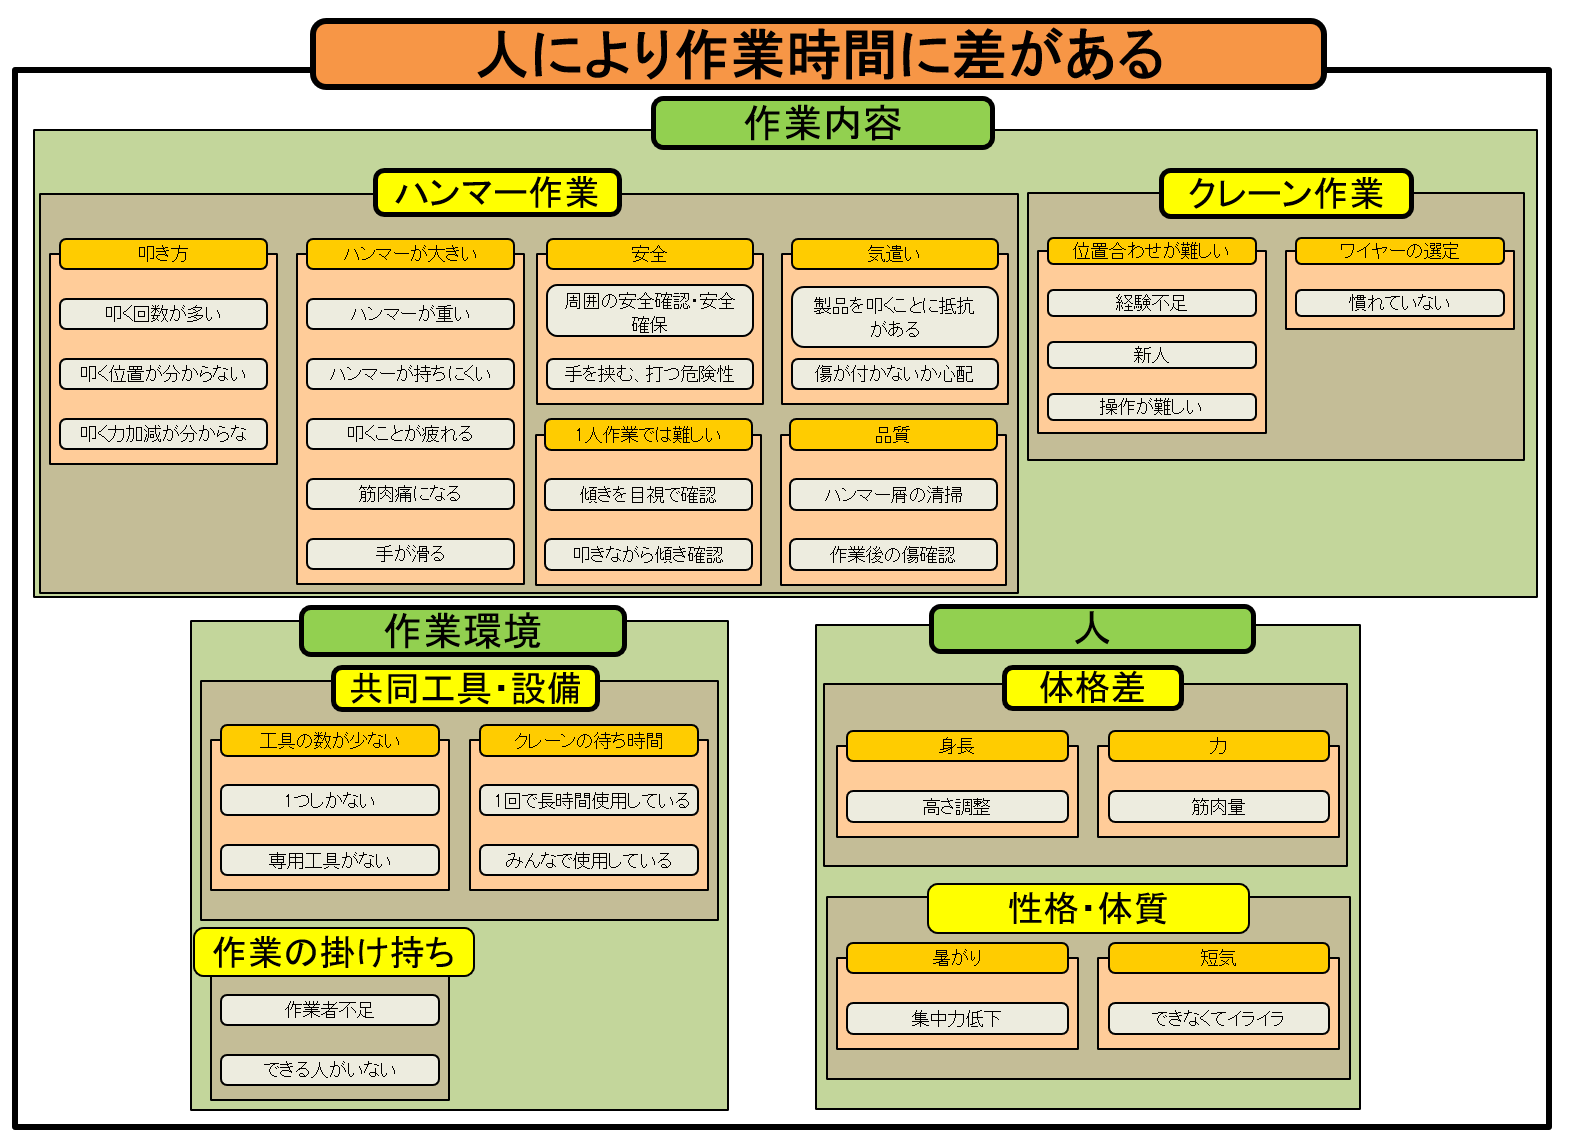 人により作業時間に差がある
作業内容
ハンマー作業
叩き方
叩く回数が多い
叩く位置が分からない
叩く力加減が分からな
ハンマーが大きい
ハンマーが重い
ハンマーが持ちにくい
叩くことが疲れる
筋肉痛になる
手が滑る
安全
周囲の安全確認・安全
確保
手を挟む、打つ危険性
1人作業では難しい
傾きを目視で確認
叩きながら傾き確認
気遣い
製品を叩くことに抵抗
がある
傷が付かないか心配
品質
ハンマー屑の清掃
作業後の傷確認
クレーン作業
位置合わせが難しい
経験不足
新人
操作が難しい
ワイヤーの選定
慣れていない
作業環境
共同工具・設備
工具の数が少ない
1つしかない
専用工具がない
クレーンの待ち時間
1回で長時間使用している
みんなで使用している
作業の掛け持ち
作業者不足
できる人がいない
人
体格差
身長
高さ調整
力
筋肉量
性格・体質
暑がり
集中力低下
短気
できなくてイライラ